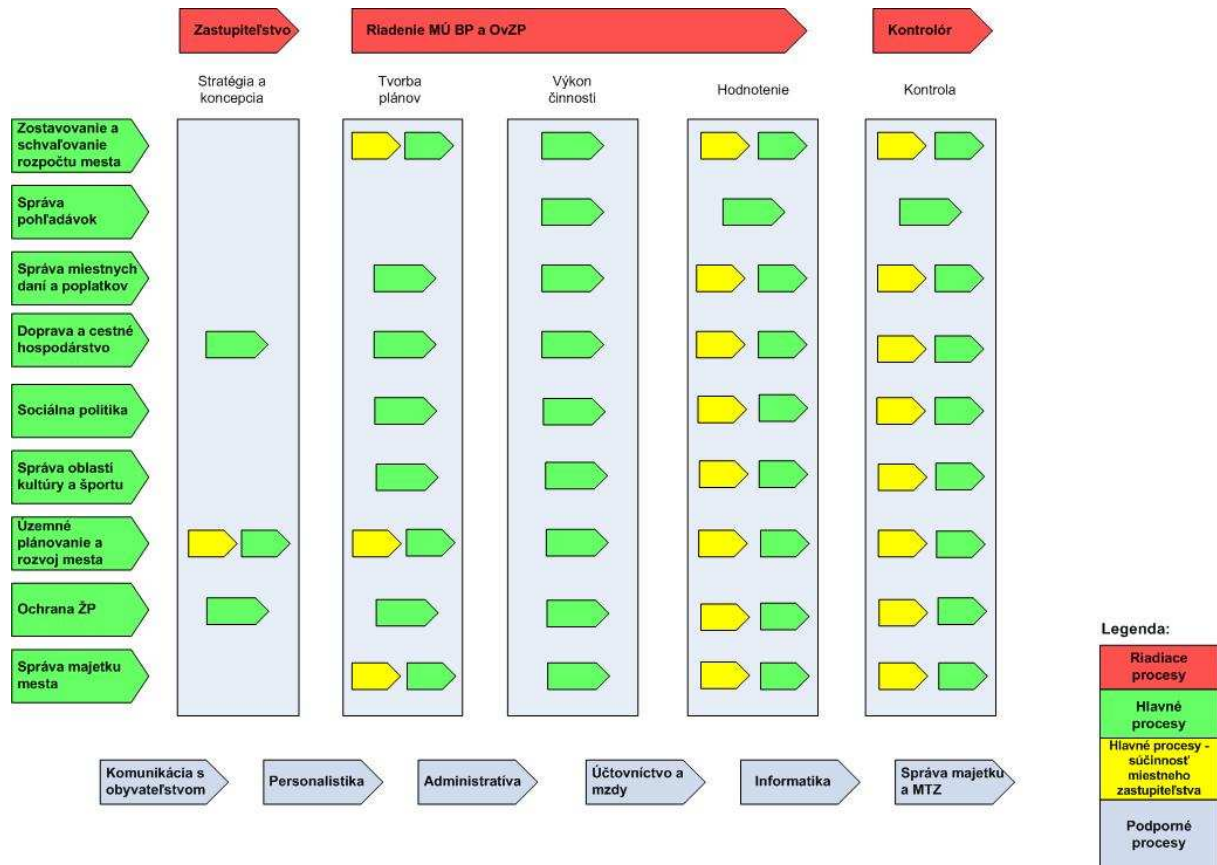 Zastupiteľstvo
Riadenie MÚ BP a OvZP
Kontrolór
Stratégia a
koncepcia
Tvorba
plánov
Výkon
činnosti
Hodnotenie
Kontrola
Zostavovanie a
schvaľovanie
rozpočtu mesta
Správa
pohľadávok
Správa miestnych
daní a poplatkov
Doprava a cestné
hospodárstvo
Sociálna politika
Správa oblastí
kultúry a športu
Územné
plánovanie a
rozvoj mesta
Ochrana ŽP
Správa majetku
mesta
Komunikácia s
obyvateľstvom
Personalistika
Administratíva
Účtovníctvo a
mzdy
Informatika
Správa majetku
a MTZ
Legenda:
Riadiace
procesy
Hlavné
procesy
Hlavné procesy -
súčinnosť
miestneho
zastupiteľstva
Podporné
procesy